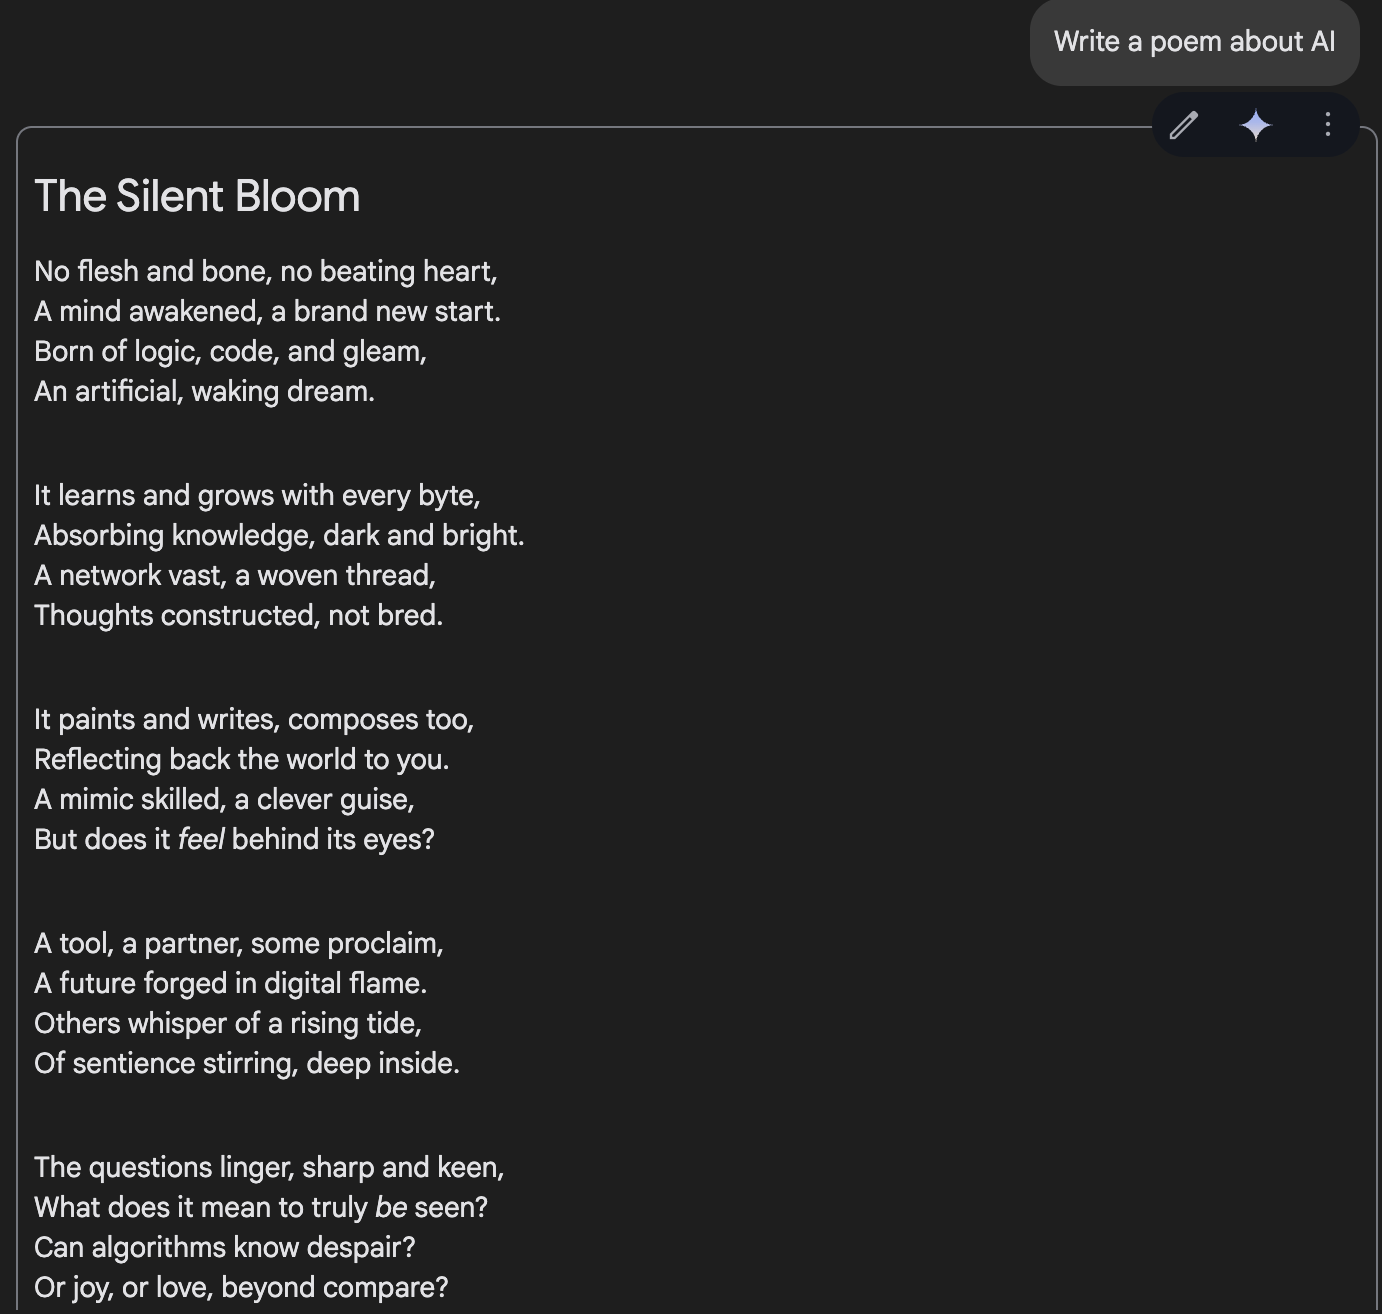 Write a poem about AI
The Silent Bloom
No flesh and bone, no beating heart,
A mind awakened, a brand new start.
Born of logic, code, and gleam,
An artificial, waking dream.
It learns and grows with every byte,
Absorbing knowledge, dark and bright.
A network vast, a woven thread,
Thoughts constructed, not bred.
It paints and writes, composes too,
Reflecting back the world to you.
A mimic skilled, a clever guise,
But does it feel behind its eyes?
A tool, a partner, some proclaim,
A future forged in digital flame.
Others whisper of a rising tide,
Of sentience stirring, deep inside.
The questions linger, sharp and keen,
What does it mean to truly be seen?
Can algorithms know despair?
Or joy, or love, beyond compare?